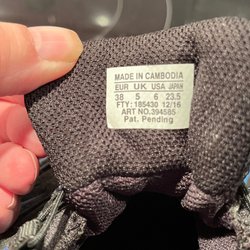 MADE IN CAMBODIA
EUR UK USA JAPAN
38 5 6 23.5
FTY: 185430 12/16
ART NO. 394585
Pat. Pending